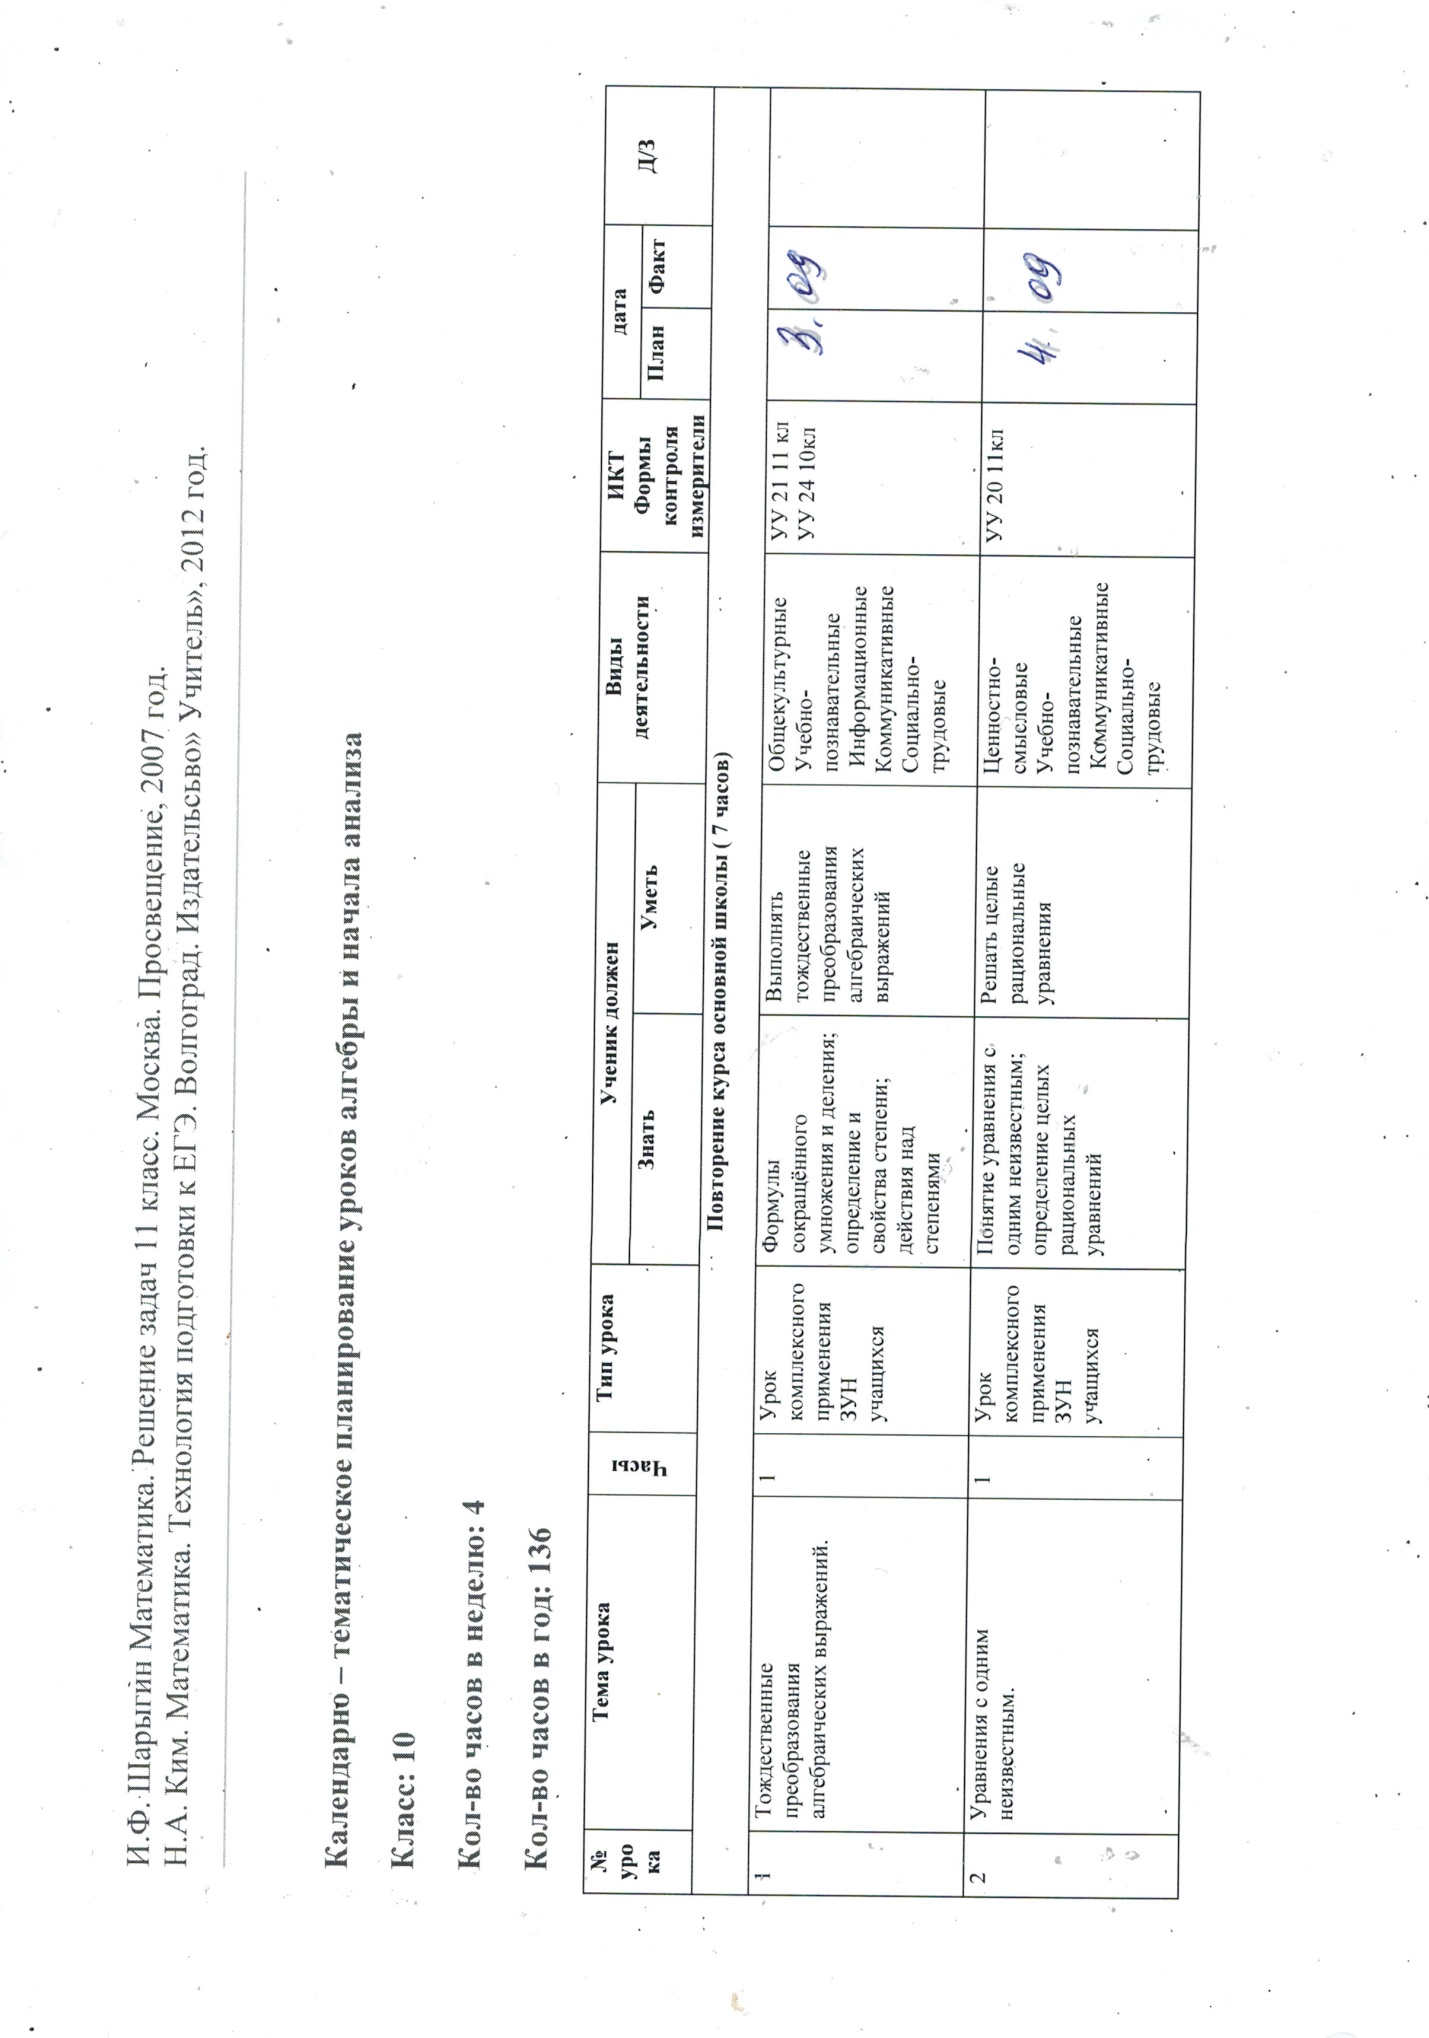 И.Ф. Шарыгин Математика. Решение задач 11 класс. Москва. Просвещение, 2007 год.
Н.А. Ким. Математика. Технология подготовки к ЕГЭ. Волгоград. Издательсьво» Учитель», 2012 год.
Календарно – тематическое планирование уроков алгебры и начала анализа
Класс: 10
Кол-во часов в неделю: 4
Кол-во часов в год: 136
№
уро
ка
Тема урока
Часы
Тип урока
Ученик должен
Знать
Уметь
Виды
деятельности
ИКТ
Формы
контроля
измерители
дата
План
Факт
Д/З
Повторение курса основной школы ( 7 часов)
1
Тождественные
преобразования
алгебраических выражений.
1
Урок
комплексного
применения
ЗУН
учащихся
Формулы
сокращённого
умножения и деления;
определение и
свойства степени;
действия над
степенями
Выполнять
тождественные
преобразования
алгебраических
выражений
Общекультурные
Учебно-
познавательные
Информационные
Коммуникативные
Социально-
трудовые
УУ 21 11 кл
УУ 24 10кл
3. 09
2
Уравнения с одним
неизвестным.
1
Урок
комплексного
применения
ЗУН
учащихся
Понятие уравнения с
одним неизвестным;
определение целых
рациональных
уравнений
Решать целые
рациональные
уравнения
Ценностно-
смысловые
Учебно-
познавательные
Коммуникативные
Социально-
трудовые
УУ 20 11кл
4. 09